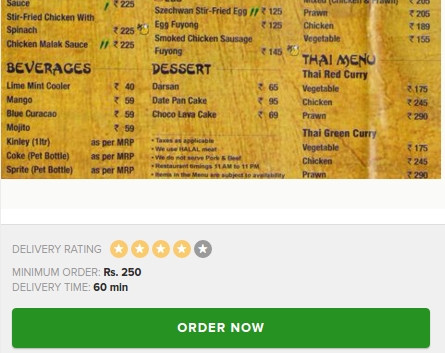 Sauce ₹ 225
Stir-Fried Chicken With
Spinach ₹ 225
Chicken Malak Sauce ₹ 225
BEVERAGES
Lime Mint Cooler ₹ 40
Mango ₹ 59
Blue Curacao ₹ 59
Mojito ₹ 59
Kinley (1ltr) as per MRP
Coke (Pet Bottle) as per MRP
Sprite (Pet Bottle) as per MRP
Szechwan Stir-Fried Egg ₹ 125
Egg Fuyong ₹ 125
Smoked Chicken Sausage
Fuyong ₹ 145
DESSERT
Darsan ₹ 65
Date Pan Cake ₹ 95
Choco Lava Cake ₹ 69
• Taxes as applicable
• We use HALAL meat
• We do not serve Pork & Beef
• Restaurant timings 11 AM to 11 PM
• Items in the Menu are subject to availability
Prawn ₹ 205
Chicken ₹ 189
Vegetable ₹ 155
THAI MENU
Thai Red Curry
Vegetable ₹ 175
Chicken ₹ 245
Prawn ₹ 290
Thai Green Curry
Vegetable ₹ 175
Chicken ₹ 245
Prawn ₹ 290
DELIVERY RATING
MINIMUM ORDER: Rs. 250
DELIVERY TIME: 60 min
ORDER NOW